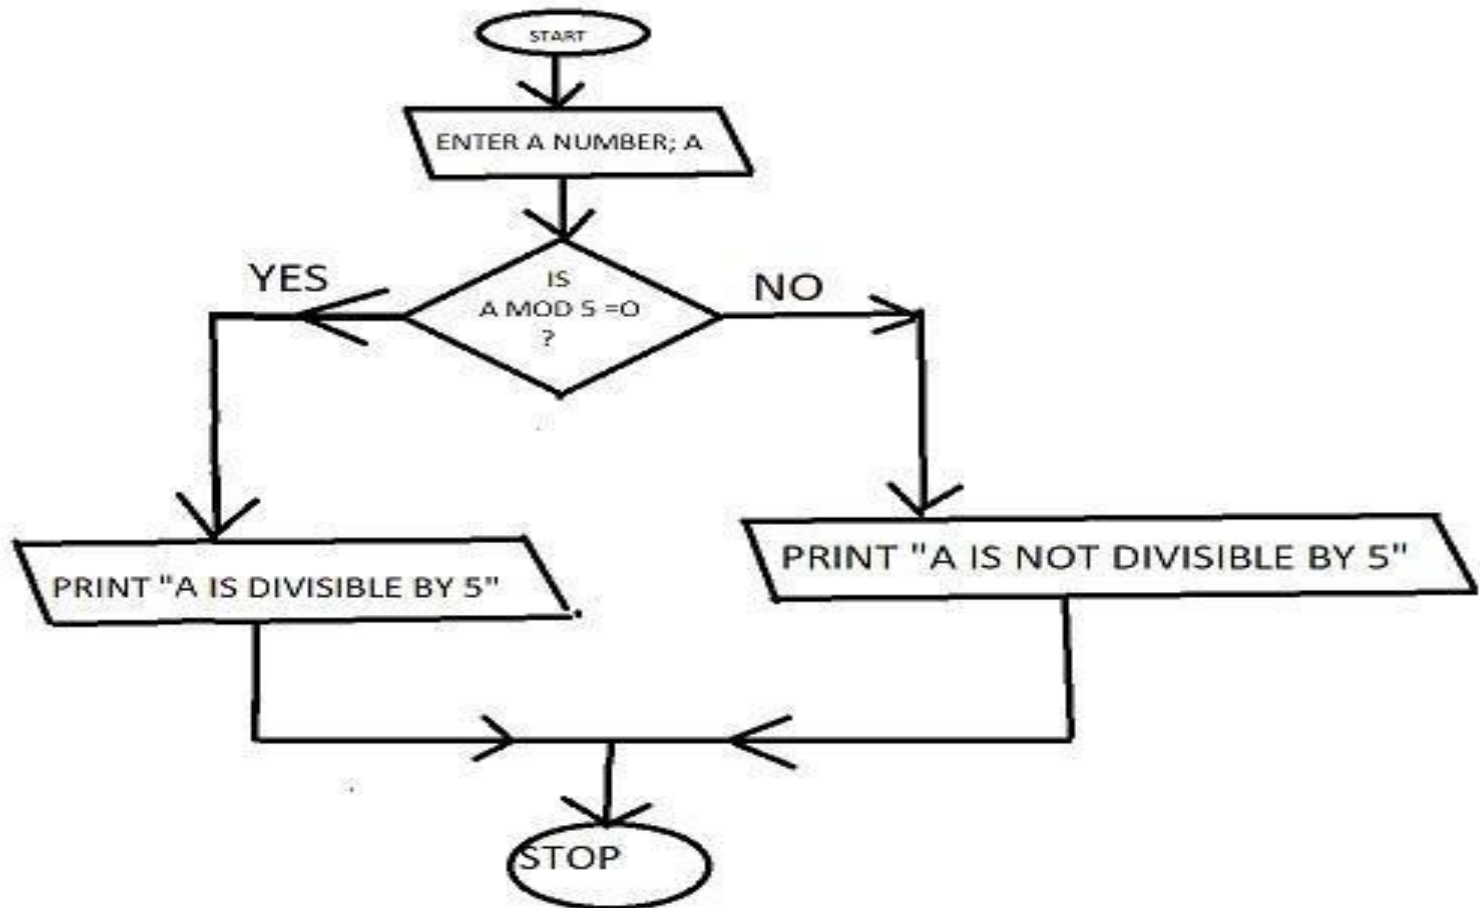 START
ENTER A NUMBER; A
YES
IS
A MOD 5 =O
?
NO
PRINT "A IS DIVISIBLE BY 5"
PRINT "A IS NOT DIVISIBLE BY 5"
STOP